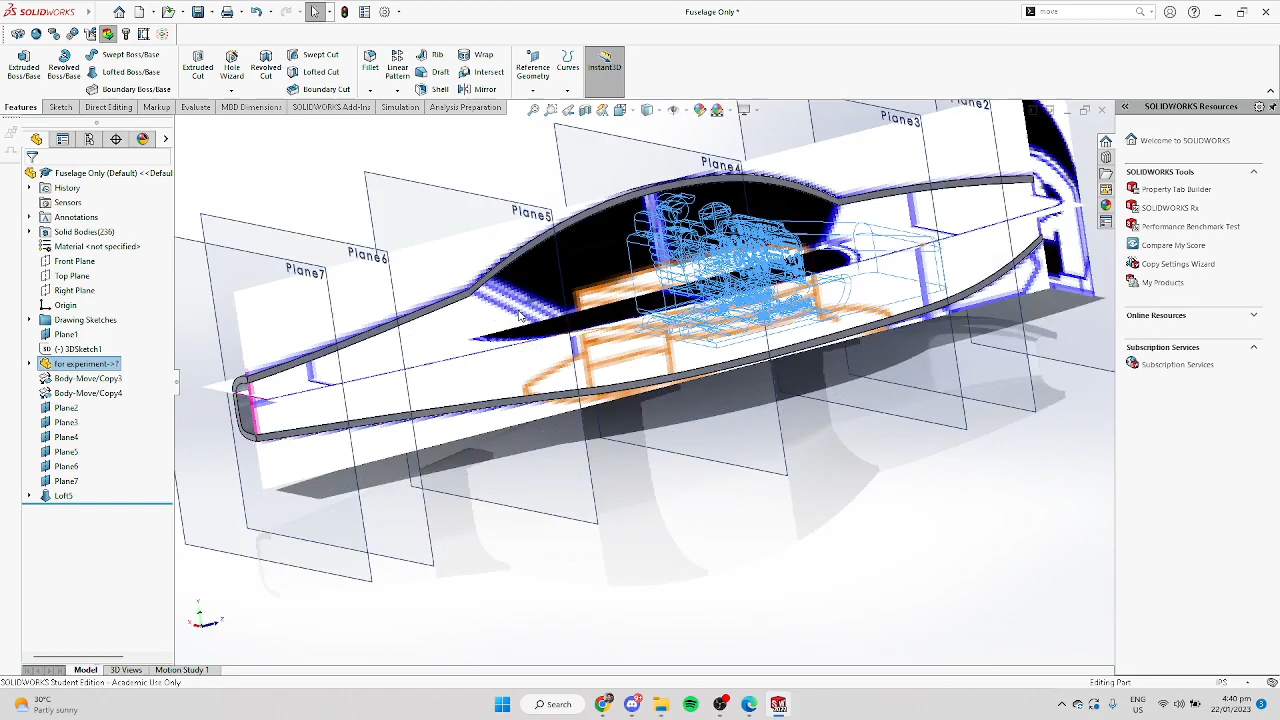 SOLIDWORKS
Fuselage Only *
move
Extruded Boss/Base
Revolved Boss/Base
Swept Boss/Base
Lofted Boss/Base
Boundary Boss/Base
Extruded Cut
Hole Wizard
Revolved Cut
Swept Cut
Lofted Cut
Boundary Cut
Fillet
Linear Pattern
Rib
Draft
Shell
Wrap
Intersect
Mirror
Reference Geometry
Curves
Instant3D
Features
Sketch
Direct Editing
Markup
Evaluate
MBD Dimensions
SOLIDWORKS Add-Ins
Simulation
Analysis Preparation
Fuselage Only (Default) <<Defaul
History
Sensors
Annotations
Solid Bodies(236)
Material <not specified>
Front Plane
Top Plane
Right Plane
Origin
Drawing Sketches
Plane1
(-) 3DSketch1
for experiment->?
Body-Move/Copy3
Body-Move/Copy4
Plane2
Plane3
Plane4
Plane5
Plane6
Plane7
Loft5
Plane2
Plane3
Plane4
Plane5
Plane6
Plane7
Y
X
Z
SOLIDWORKS Resources
Welcome to SOLIDWORKS
SOLIDWORKS Tools
Property Tab Builder
SOLIDWORKS Rx
Performance Benchmark Test
Compare My Score
Copy Settings Wizard
My Products
Online Resources
Subscription Services
Subscription Services
Model
3D Views
Motion Study 1
SOLIDWORKS Student Edition - Academic Use Only
Editing Part
IPS
30°C
Partly sunny
Search
ENG
US
4:40 pm
22/01/2023
3